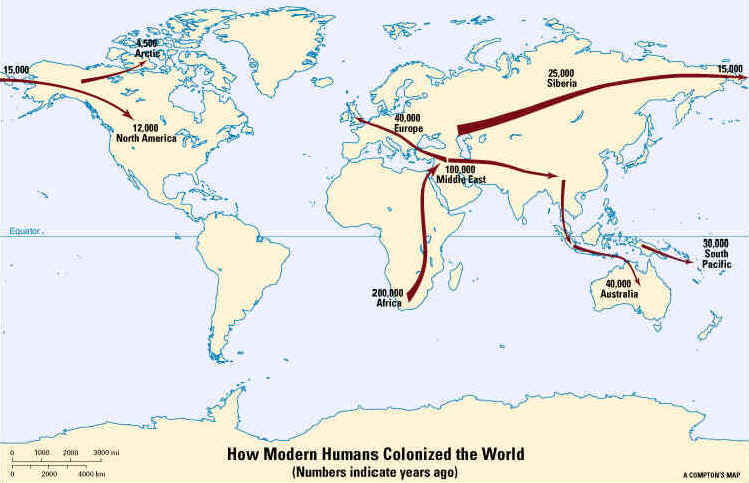 4,500
Arctic
15,000
25,000
Siberia
15,000
12,000
North America
40,000
Europe
100,000
Middle East
Equator
30,000
South
Pacific
200,000
Africa
40,000
Australia
How Modern Humans Colonized the World
(Numbers indicate years ago)
0 1000 2000 3000 mi
0 2000 4000 km
A COMPTON'S MAP